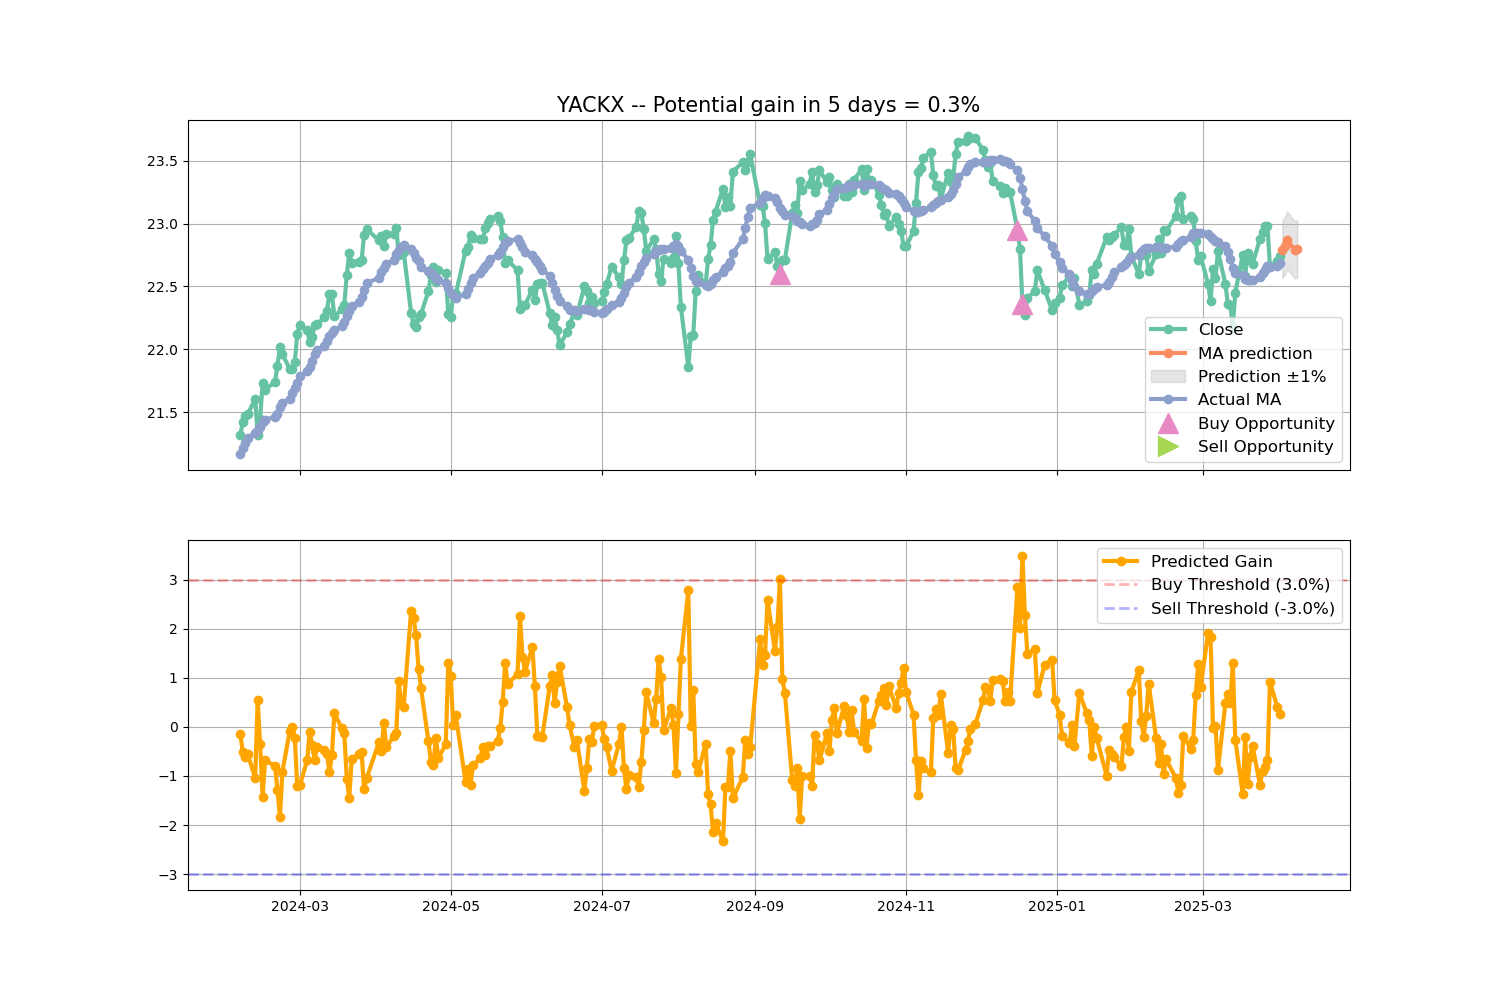 YACKX -- Potential gain in 5 days = 0.3%
23.5
23.0
22.5
22.0
21.5
Close
MA prediction
Prediction ±1%
Actual MA
Buy Opportunity
Sell Opportunity
3
2
1
0
−1
−2
−3
Predicted Gain
Buy Threshold (3.0%)
Sell Threshold (-3.0%)
2024-03
2024-05
2024-07
2024-09
2024-11
2025-01
2025-03